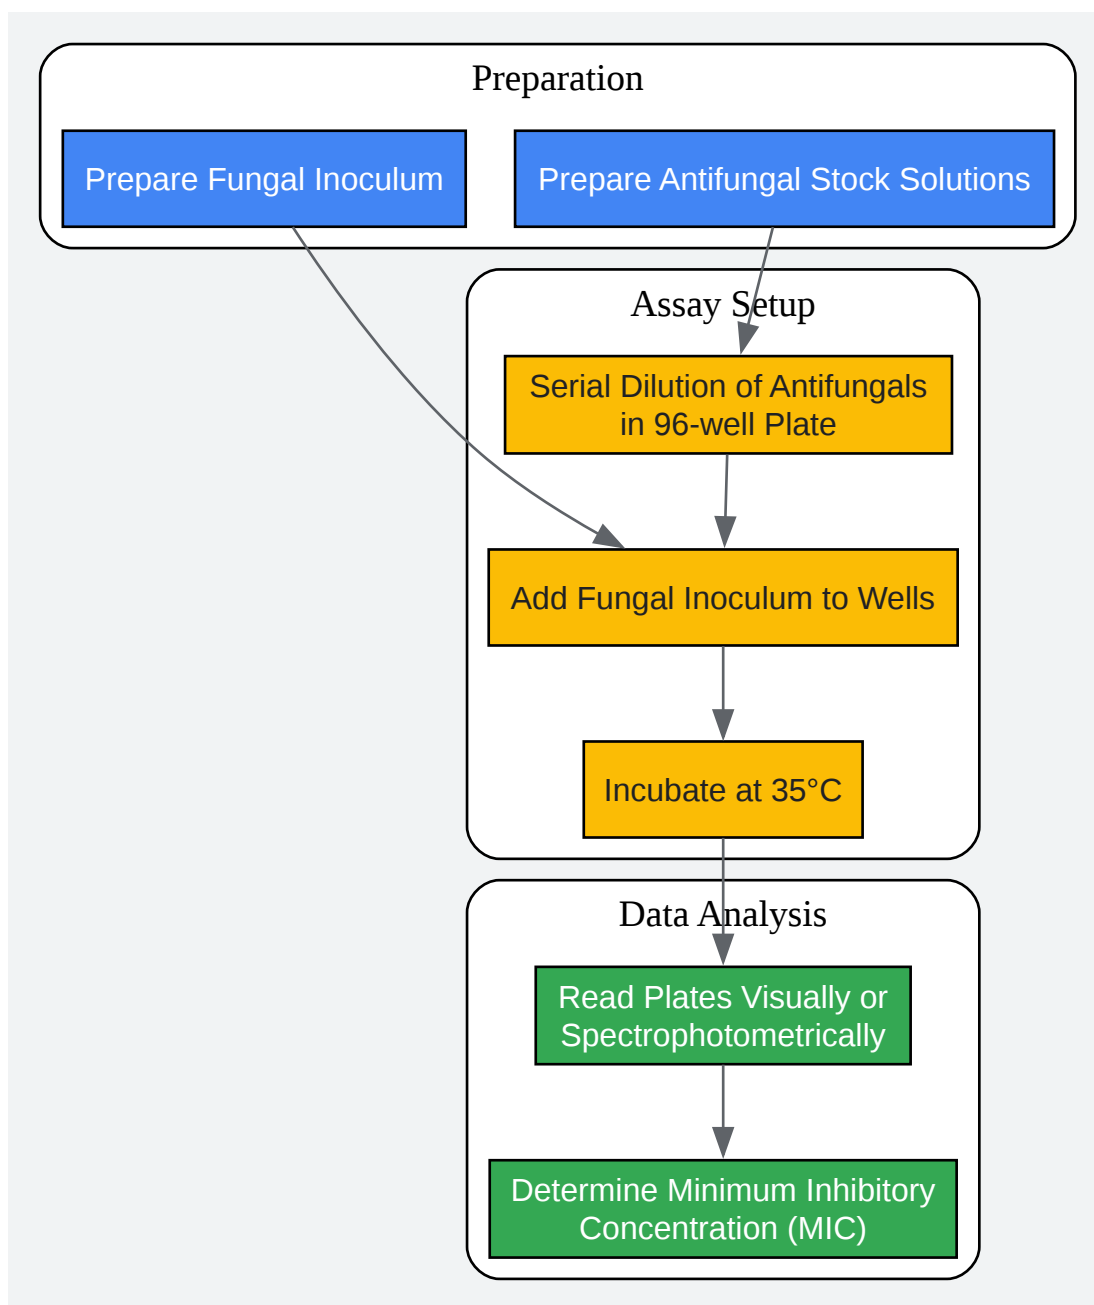 Preparation
Prepare Fungal Inoculum
Prepare Antifungal Stock Solutions
Assay Setup
Serial Dilution of Antifungals
in 96-well Plate
Add Fungal Inoculum to Wells
Incubate at 35°C
Data Analysis
Read Plates Visually or
Spectrophotometrically
Determine Minimum Inhibitory
Concentration (MIC)